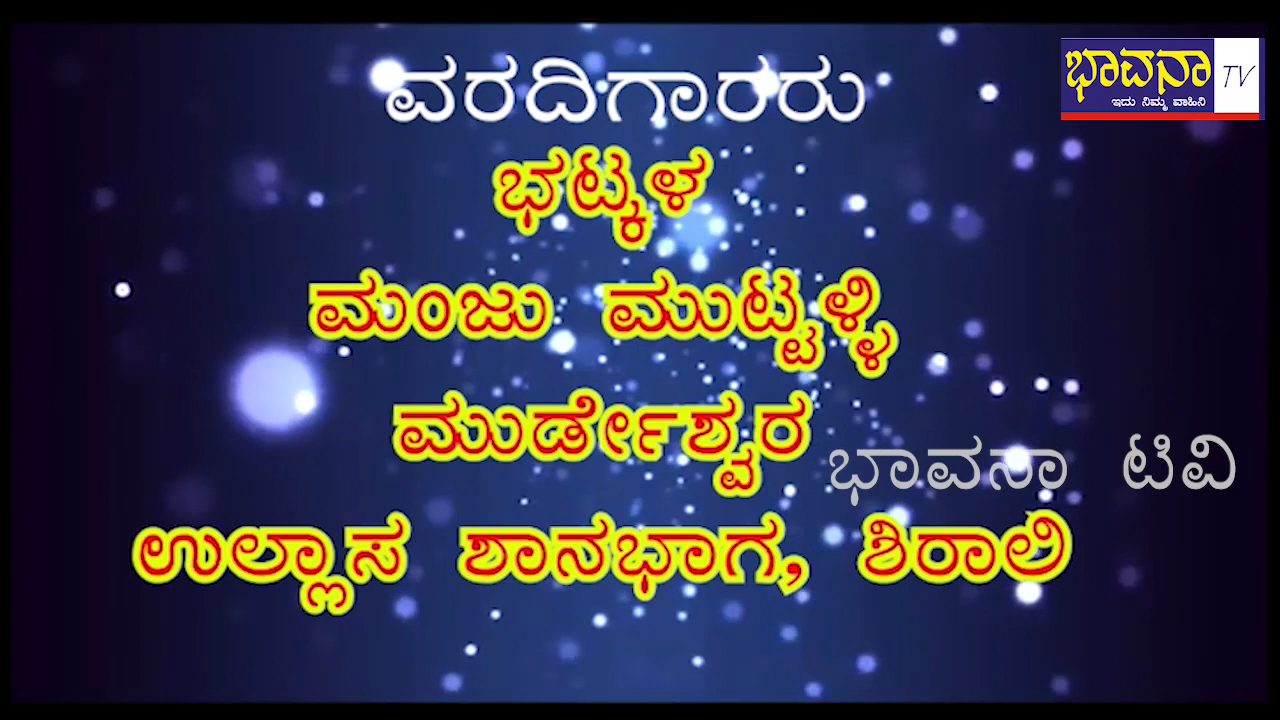 ವರದಿಗಾರರು
ಭಾವನಾ TV
ಇದು ನಿಮ್ಮ ವಾಹಿನಿ
ಭಟ್ಕಳ
ಮಂಜು ಮುಟ್ಟಳ್ಳಿ
ಮುರ್ಡೇಶ್ವರ
ಭಾವನಾ ಟಿವಿ
ಉಲ್ಲಾಸ ಶಾನಭಾಗ, ಶಿರಾಲಿ